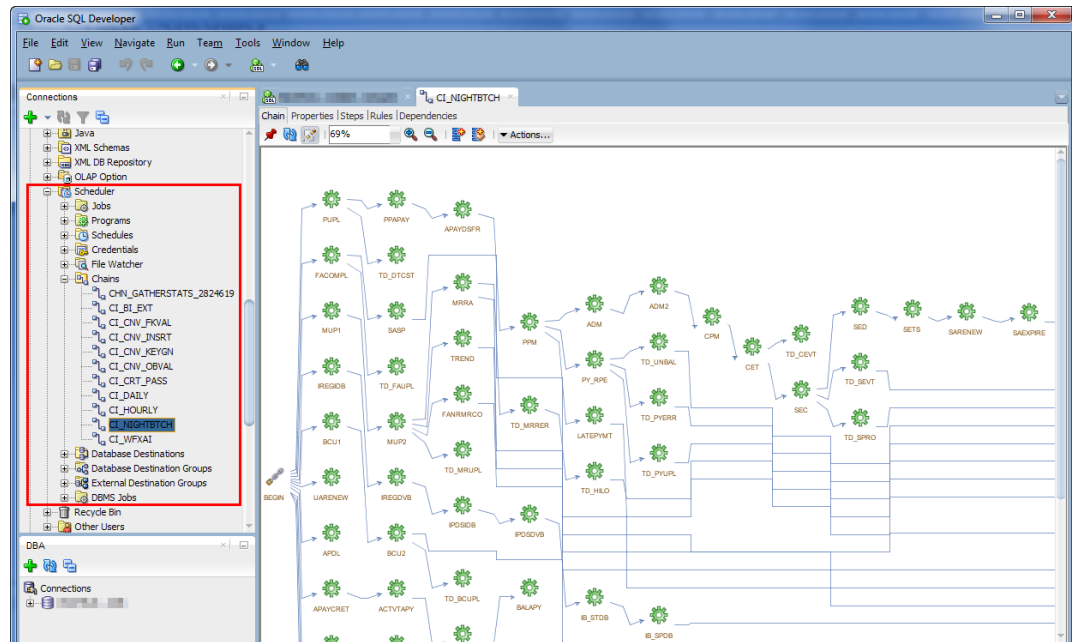 Oracle SQL Developer
File Edit View Navigate Run Team Tools Window Help
Connections
CI_NIGHTBTCH
Chain Properties Steps Rules Dependencies
69%
Actions...
Java
XML Schemas
XML DB Repository
OLAP Option
Scheduler
Jobs
Programs
Schedules
Credentials
File Watcher
Chains
CHN_GATHERSTATS_2824619
CI_BI_EXT
CI_CNV_FKVAL
CI_CNV_INSRT
CI_CNV_KEYGN
CI_CNV_OBVAL
CI_CRT_PASS
CI_DAILY
CI_HOURLY
CI_NIGHTBTCH
CI_WFXAI
Database Destinations
Database Destination Groups
External Destination Groups
DBMS Jobs
Recycle Bin
Other Users
DBA
Connections
PUPL PPAPAY APAYDSFR
FACOMPL TD_DTCST
MRRA ADM ADM2
MUP1 SASP PPM CPM SED SETS SARENEW SAEXPIRE
TREND TD_UNBAL CET TD_CEVT
IREGIDB TD_FAUPL PY_RPE TD_SEVT
FANRMRCO TD_MRRER TD_PYERR SEC
BCU1 MUP2 LATEPYMT TD_SPRO
TD_MRUPL TD_HILO TD_PYUPL
BEGIN UARENEW IREGDVB
IPDSIDB IPDSDVB
APDL BCU2
TD_BCUPL BALAPY
APAYCRET ACTVTAPY
IB_STDB IB_SPDB